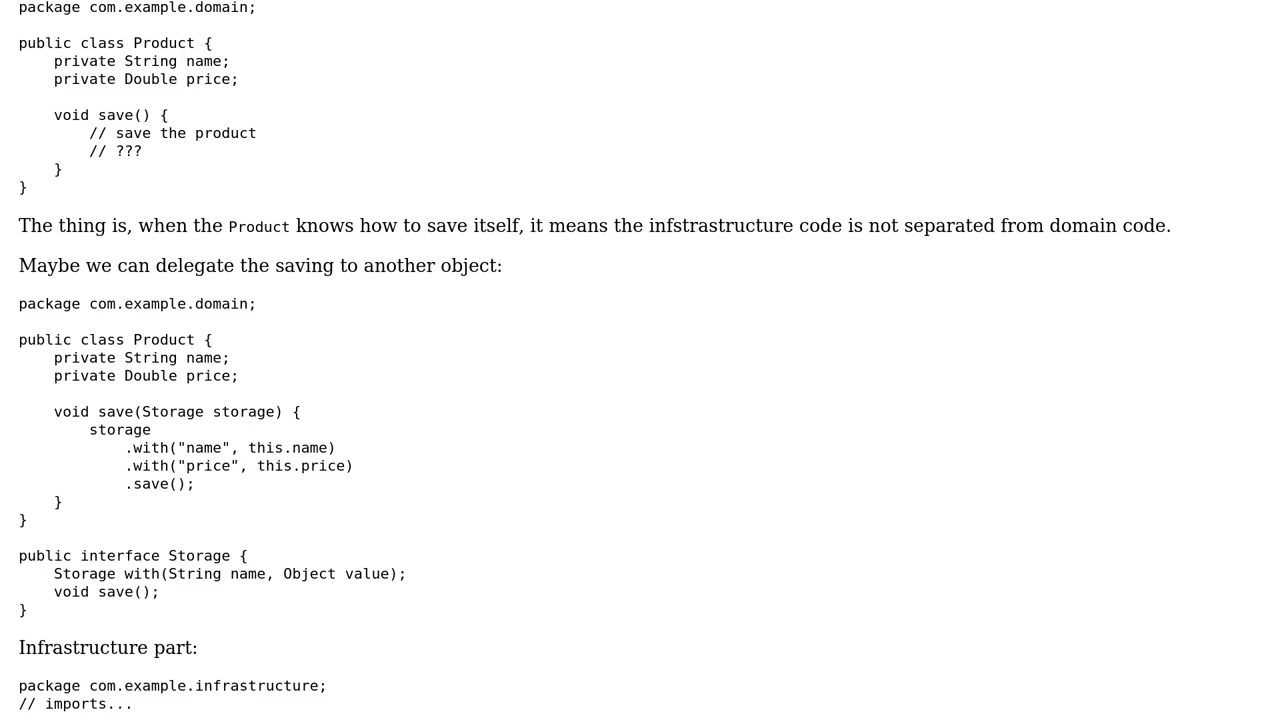 package com.example.domain;

public class Product {
    private String name;
    private Double price;

    void save() {
        // save the product
        // ???
    }
}

The thing is, when the Product knows how to save itself, it means the infstrastructure code is not separated from domain code.

Maybe we can delegate the saving to another object:

package com.example.domain;

public class Product {
    private String name;
    private Double price;

    void save(Storage storage) {
        storage
            .with("name", this.name)
            .with("price", this.price)
            .save();
    }
}

public interface Storage {
    Storage with(String name, Object value);
    void save();
}

Infrastructure part:

package com.example.infrastructure;
// imports...